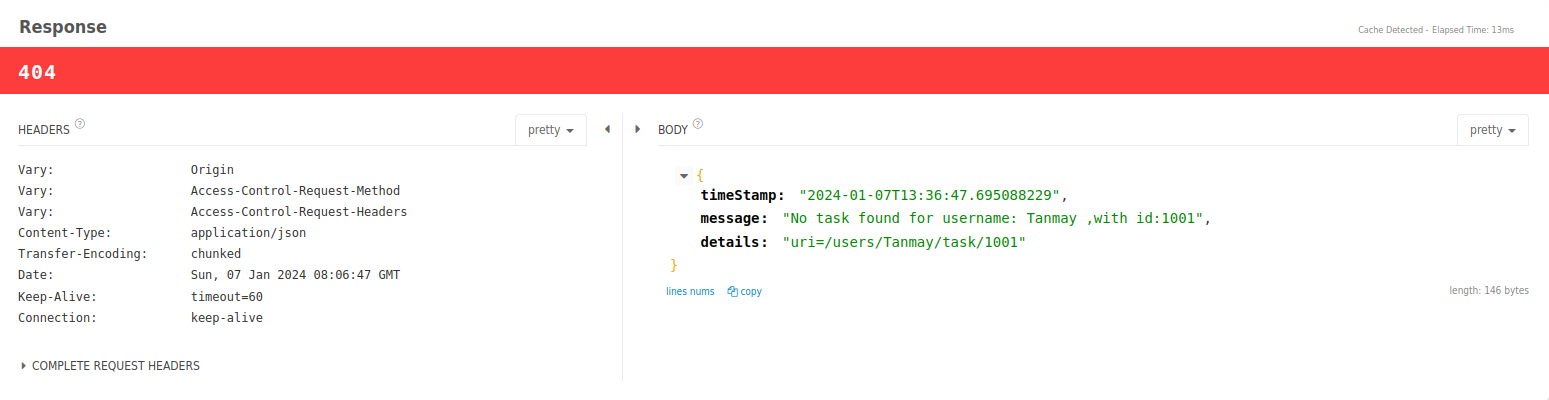 Response
Cache Detected - Elapsed Time: 13ms
404
HEADERS ? pretty
Vary: Origin
Vary: Access-Control-Request-Method
Vary: Access-Control-Request-Headers
Content-Type: application/json
Transfer-Encoding: chunked
Date: Sun, 07 Jan 2024 08:06:47 GMT
Keep-Alive: timeout=60
Connection: keep-alive
COMPLETE REQUEST HEADERS
BODY ? pretty
{
timeStamp: "2024-01-07T13:36:47.695088229",
message: "No task found for username: Tanmay ,with id:1001",
details: "uri=/users/Tanmay/task/1001"
}
lines nums copy length: 146 bytes